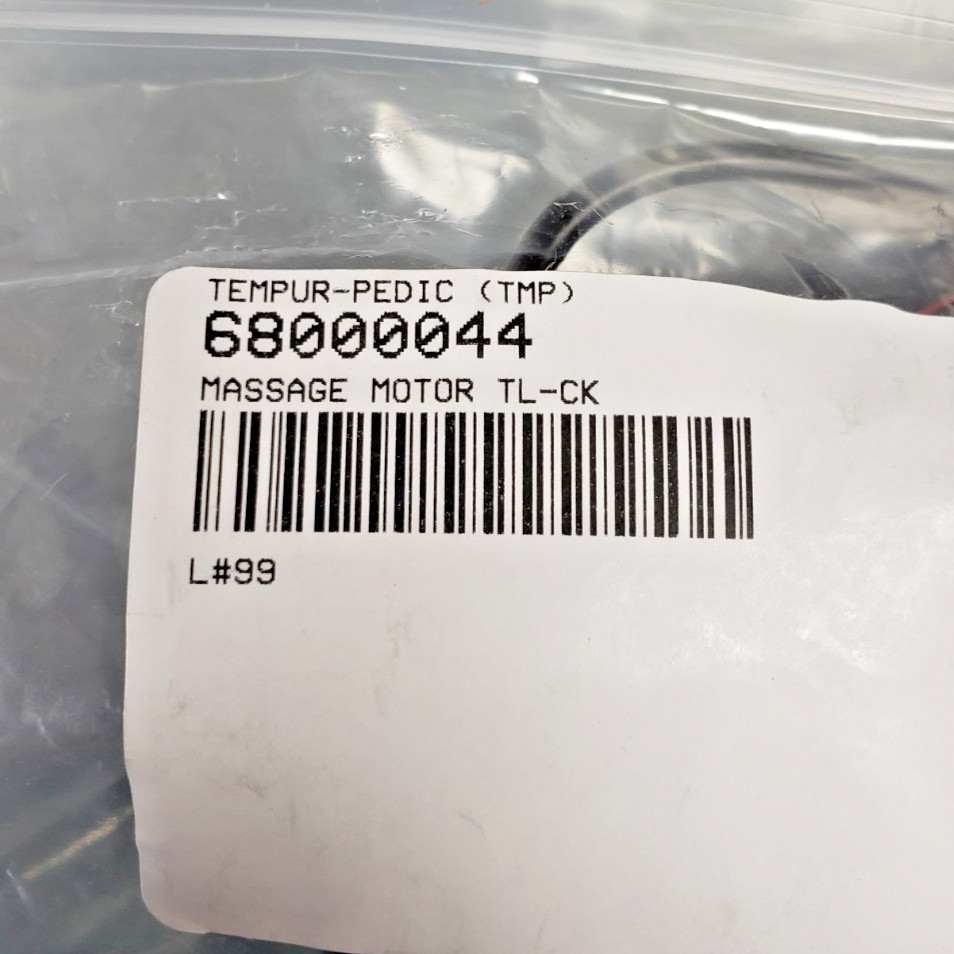 TEMPUR-PEDIC (TMP)
68000044
MASSAGE MOTOR TL-CK
L#99